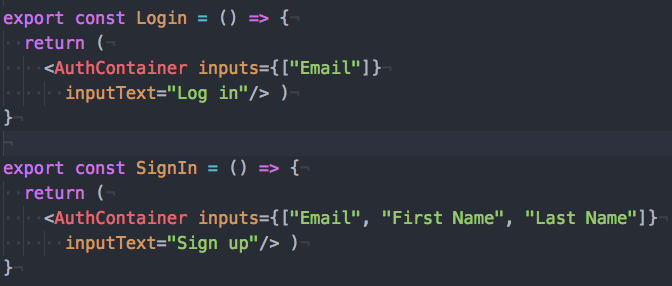 export const Login = () => {
  return (
    <AuthContainer inputs={["Email"]}
      inputText="Log in"/> )
}

export const SignIn = () => {
  return (
    <AuthContainer inputs={["Email", "First Name", "Last Name"]}
      inputText="Sign up"/> )
}